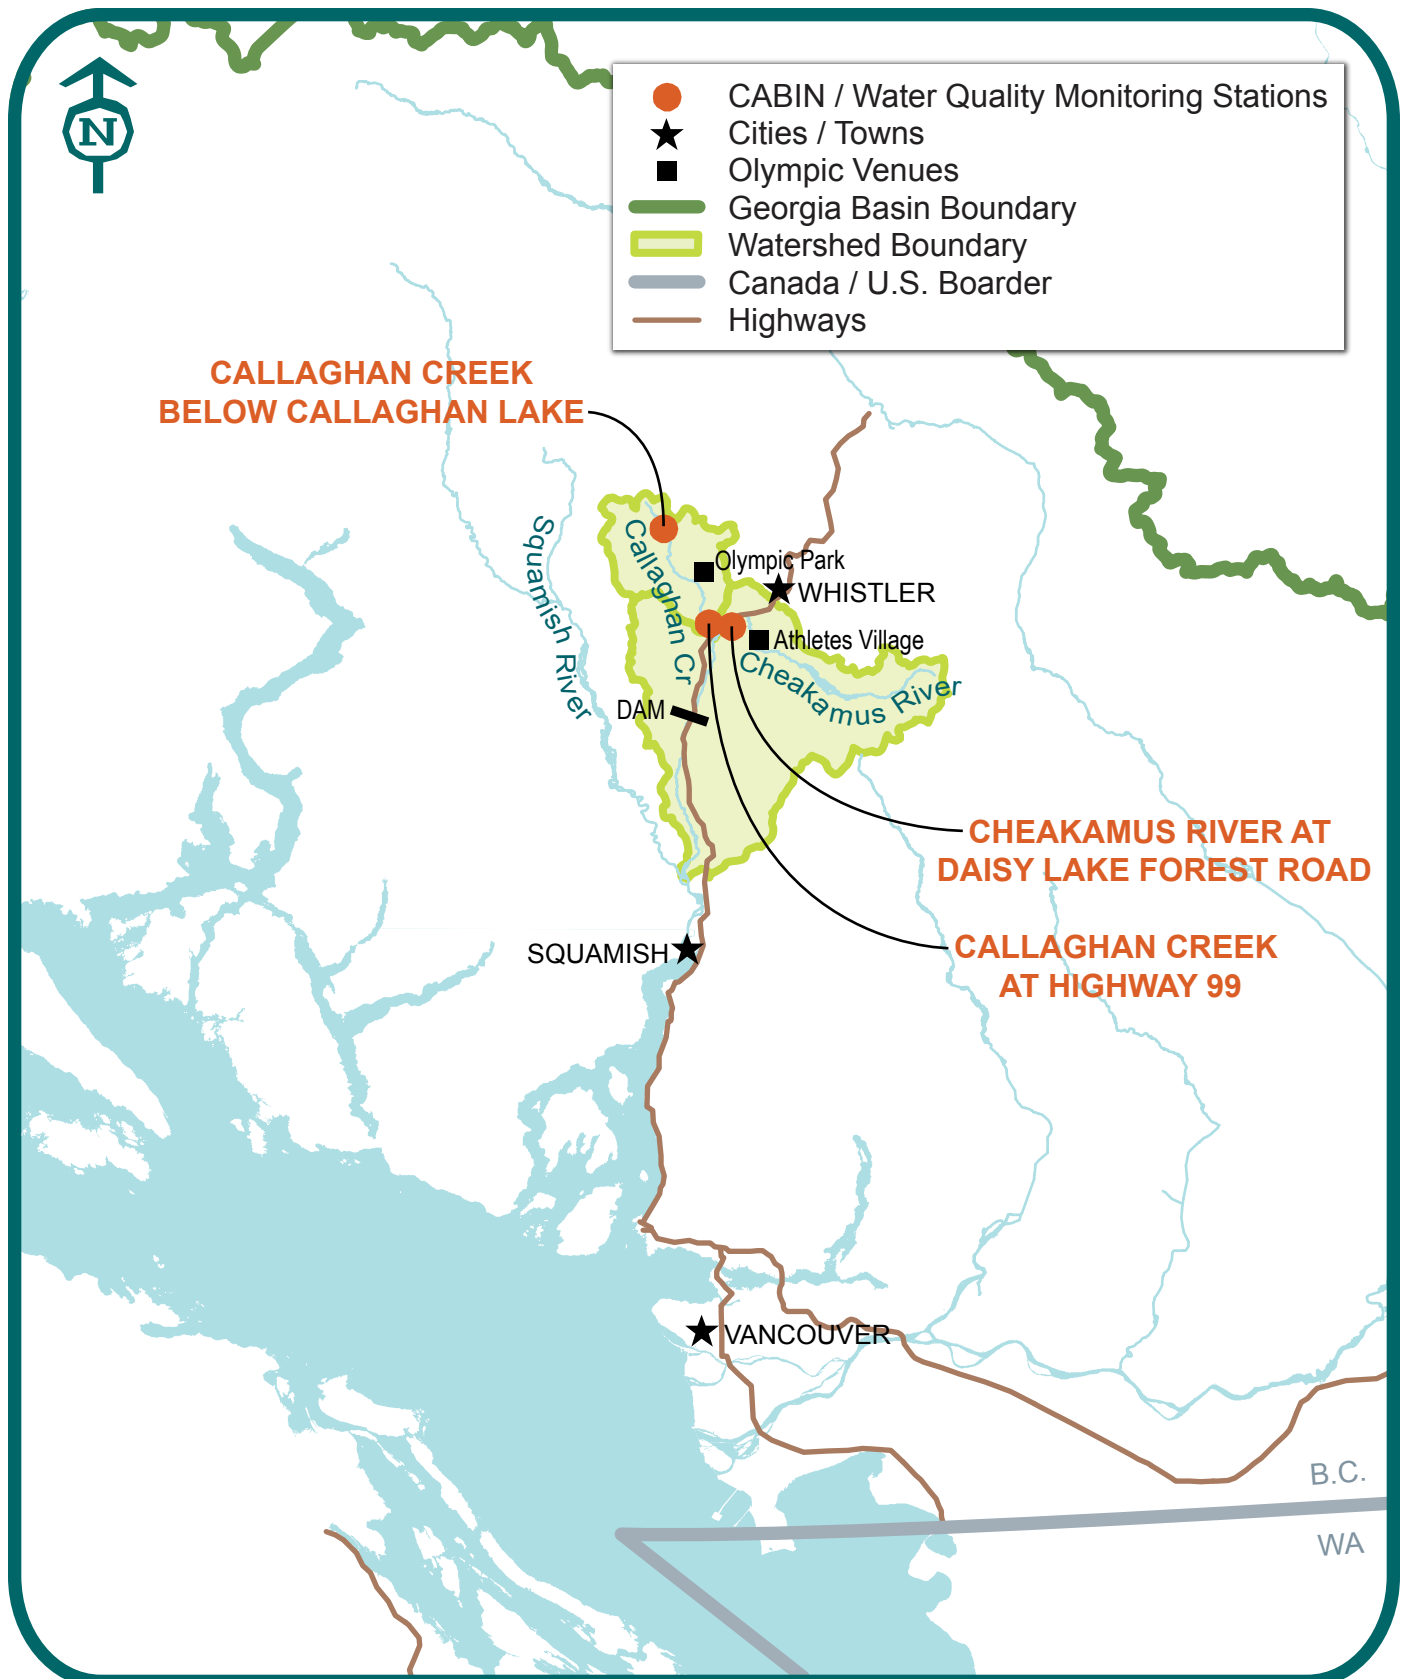 N
CABIN / Water Quality Monitoring Stations
Cities / Towns
Olympic Venues
Georgia Basin Boundary
Watershed Boundary
Canada / U.S. Boarder
Highways
CALLAGHAN CREEK
BELOW CALLAGHAN LAKE
Squamish River
Callaghan Cr
Olympic Park
WHISTLER
Athletes Village
Cheakamus River
DAM
CHEAKAMUS RIVER AT
DAISY LAKE FOREST ROAD
CALLAGHAN CREEK
AT HIGHWAY 99
SQUAMISH
VANCOUVER
B.C.
WA